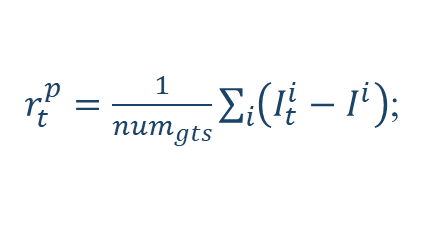 r_t^p = \frac{1}{num_{gts}} \sum_i (I_t^i - I^i);